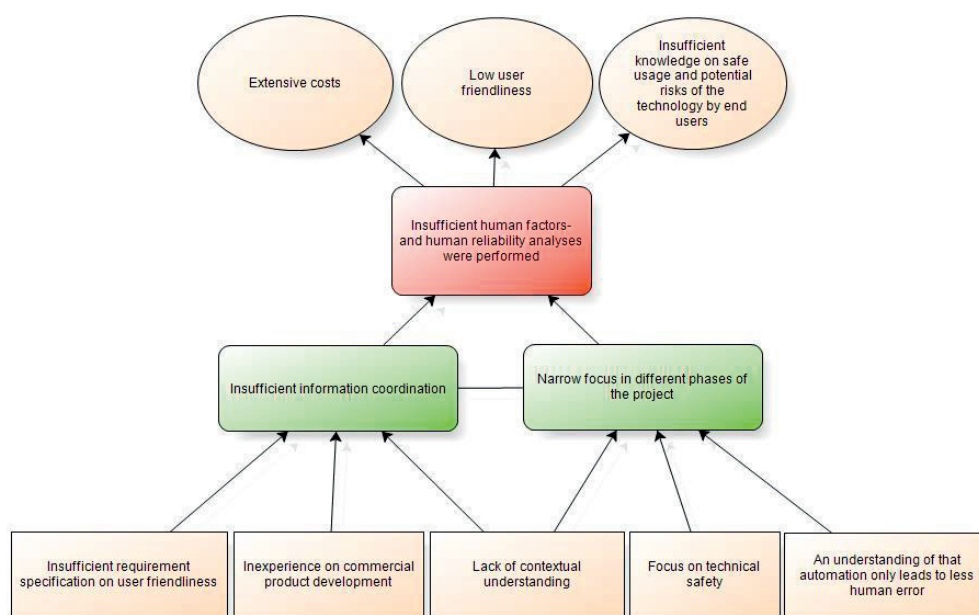 Extensive costs
Low user
friendliness
Insufficient
knowledge on safe
usage and potential
risks of the
technology by end
users
Insufficient human factors-
and human reliability analyses
were performed
Insufficient information coordination
Narrow focus in different phases of
the project
Insufficient requirement
specification on user friendliness
Inexperience on commercial
product development
Lack of contextual
understanding
Focus on technical
safety
An understanding of that
automation only leads to less
human error